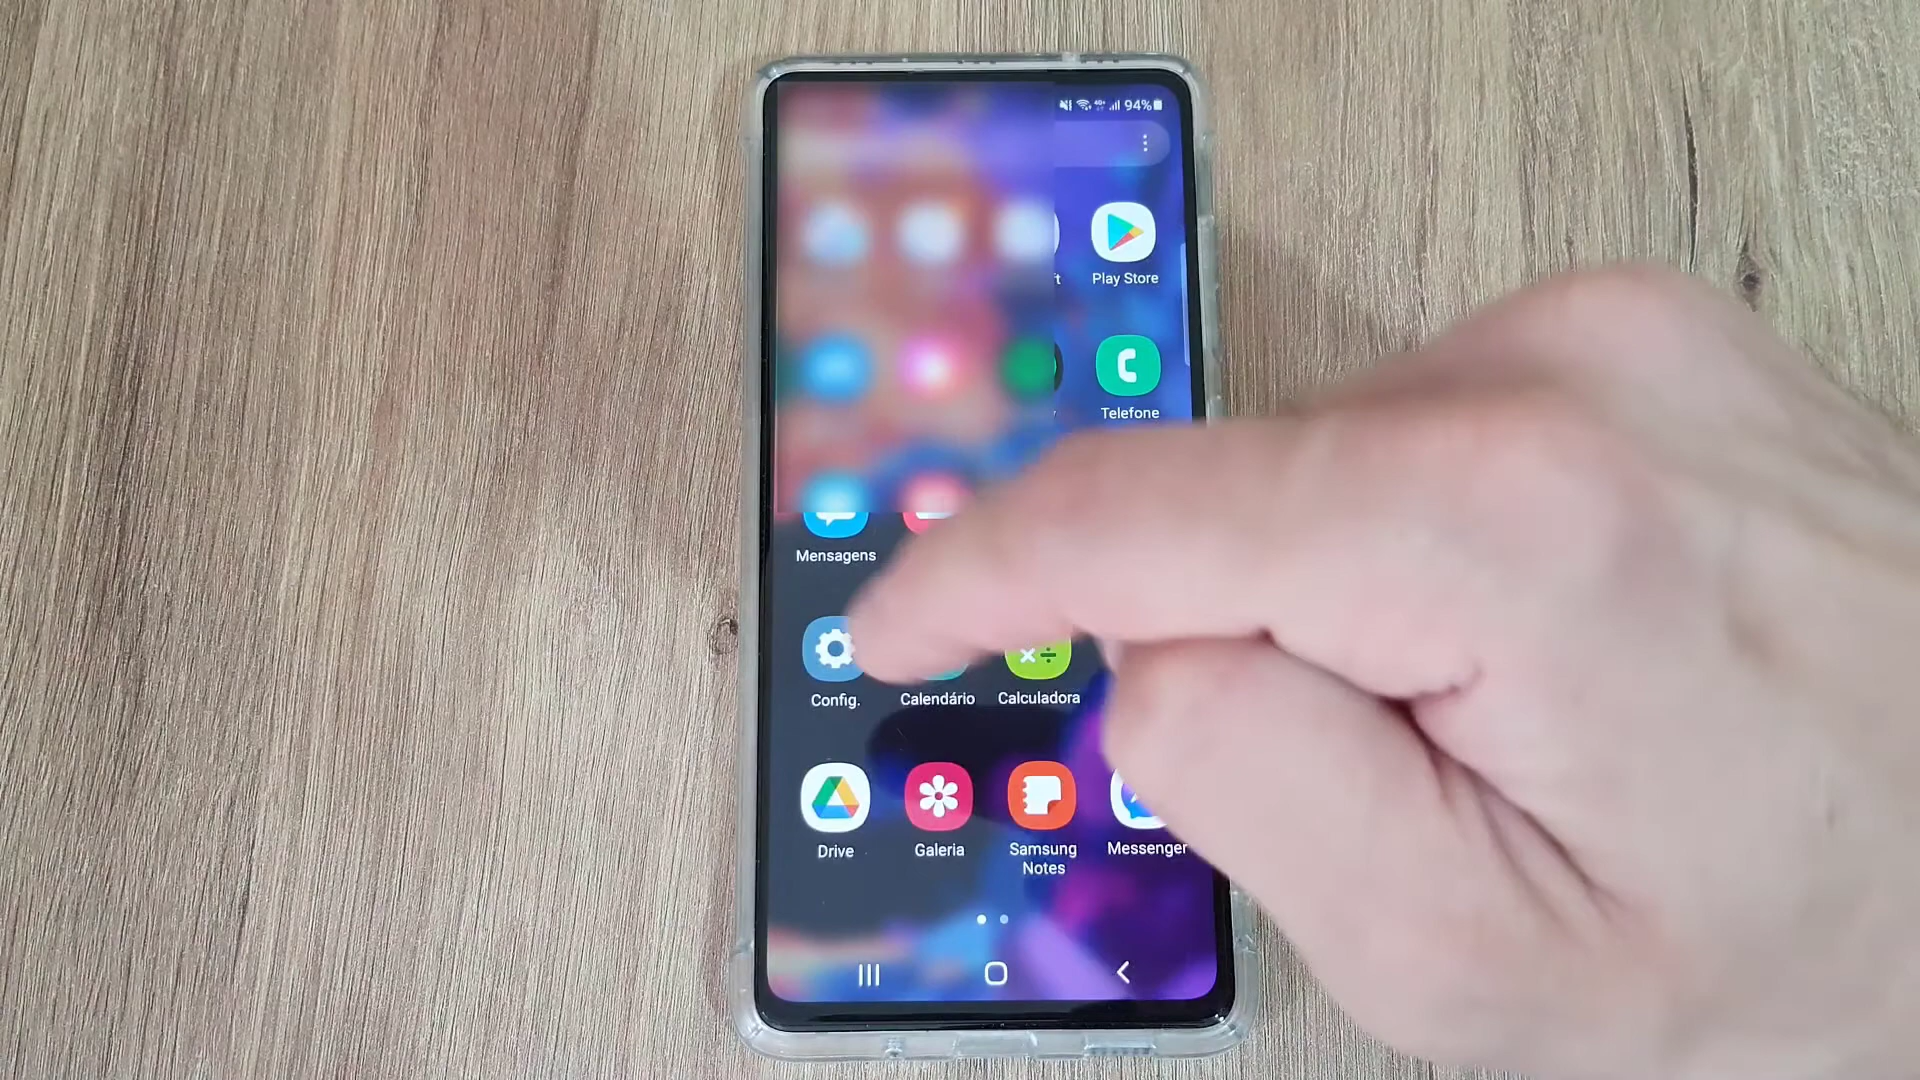 94%
Play Store
Telefone
Mensagens
Config.
Calendário
Calculadora
Drive
Galeria
Samsung
Notes
Messenger